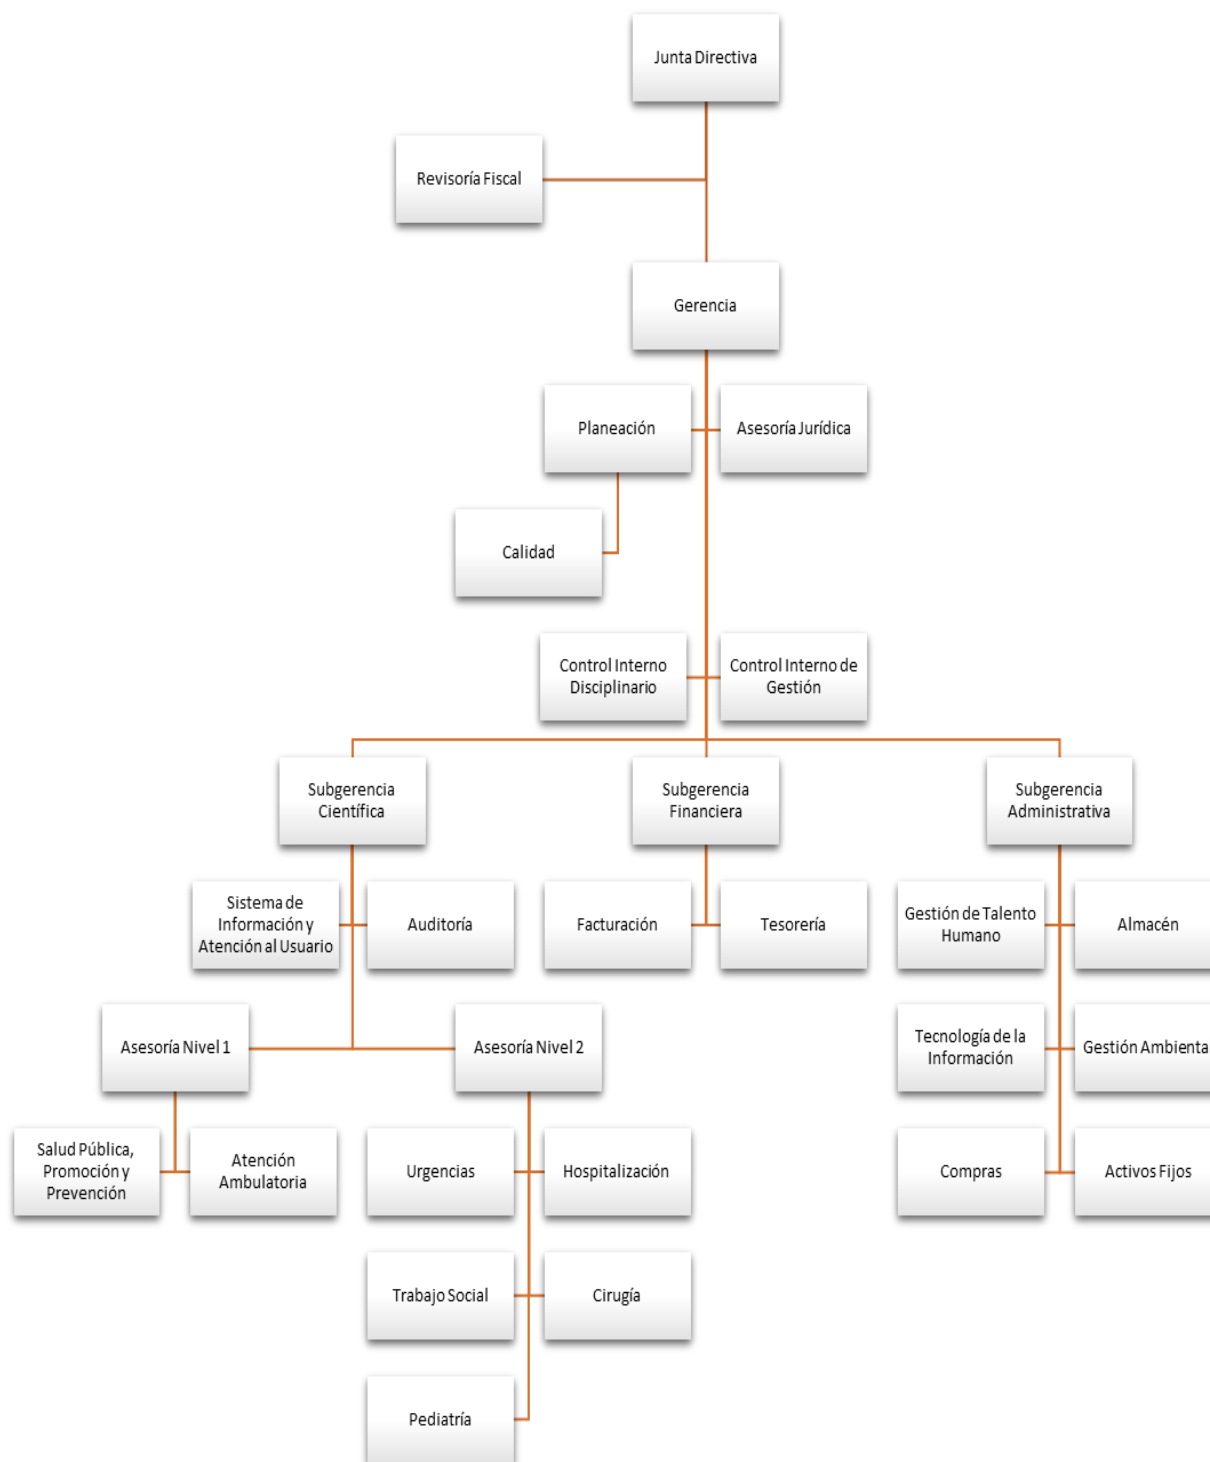 Junta Directiva
Revisoría Fiscal
Gerencia
Planeación
Asesoría Jurídica
Calidad
Control Interno
Disciplinario
Control Interno de
Gestión
Subgerencia
Científica
Subgerencia
Financiera
Subgerencia
Administrativa
Sistema de
Información y
Atención al Usuario
Auditoría
Facturación
Tesorería
Gestión de Talento
Humano
Almacén
Asesoría Nivel 1
Asesoría Nivel 2
Tecnología de la
Información
Gestión Ambienta
Salud Pública,
Promoción y
Prevención
Atención
Ambulatoria
Urgencias
Hospitalización
Compras
Activos Fijos
Trabajo Social
Cirugía
Pediatría